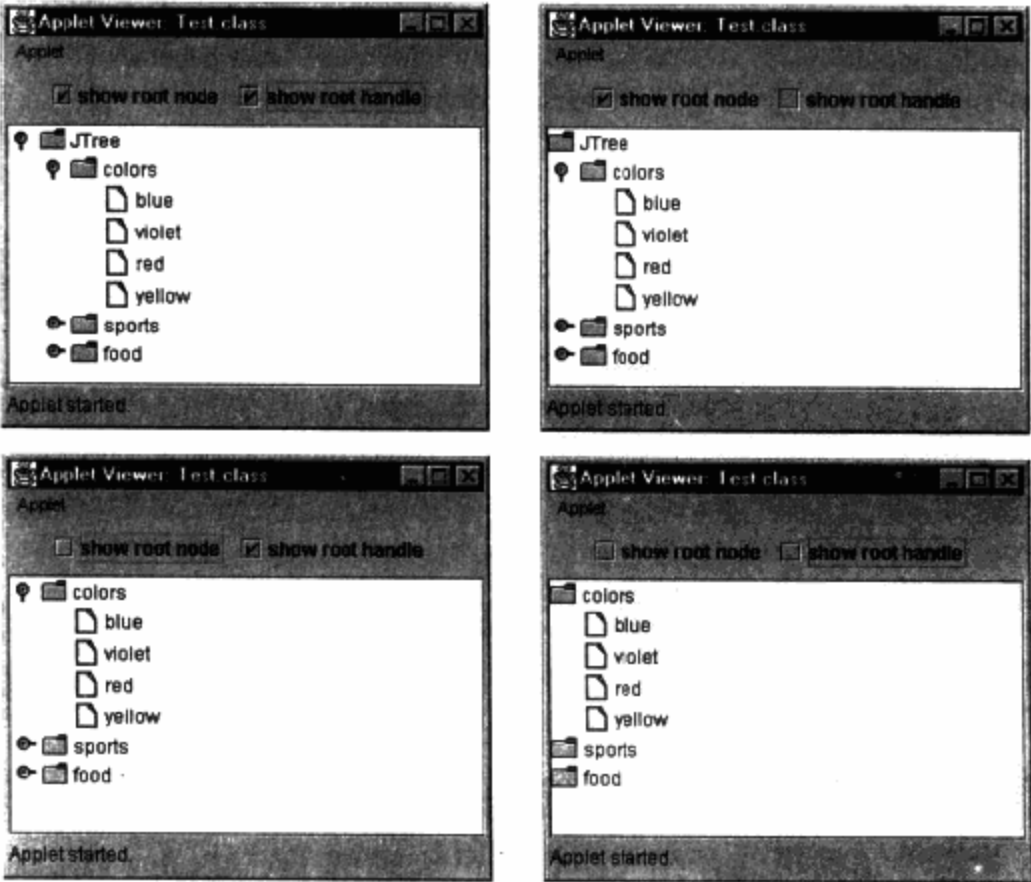 Applet Viewer: Test.class
Applet
show root node show root handle
JTree
colors
blue
violet
red
yellow
sports
food
Applet started.
Applet Viewer: Test.class
Applet
show root node show root handle
JTree
colors
blue
violet
red
yellow
sports
food
Applet started.
Applet Viewer: Test.class
Applet
show root node show root handle
colors
blue
violet
red
yellow
sports
food
Applet started.
Applet Viewer: Test.class
Applet
show root node show root handle
colors
blue
violet
red
yellow
sports
food
Applet started.